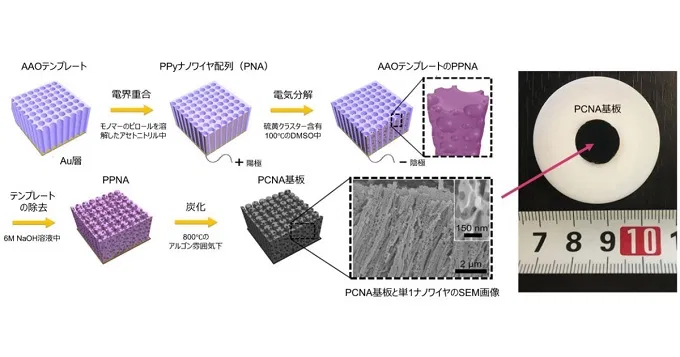 AAOテンプレート
電界重合
モノマーのピロールを溶
解したアセトニトリル中
PPyナノワイヤ配列（PNA）
電気分解
硫黄クラスター含有
100℃のDMSO中
AAOテンプレートのPPNA
Au層
+ 陽極
− 陰極
テンプレート
の除去
6M NaOH溶液中
PPNA
炭化
800℃の
アルゴン雰囲気下
PCNA基板
150 nm
2 μm
PCNA基板と単1ナノワイヤのSEM画像
PCNA基板
7 8 9 10